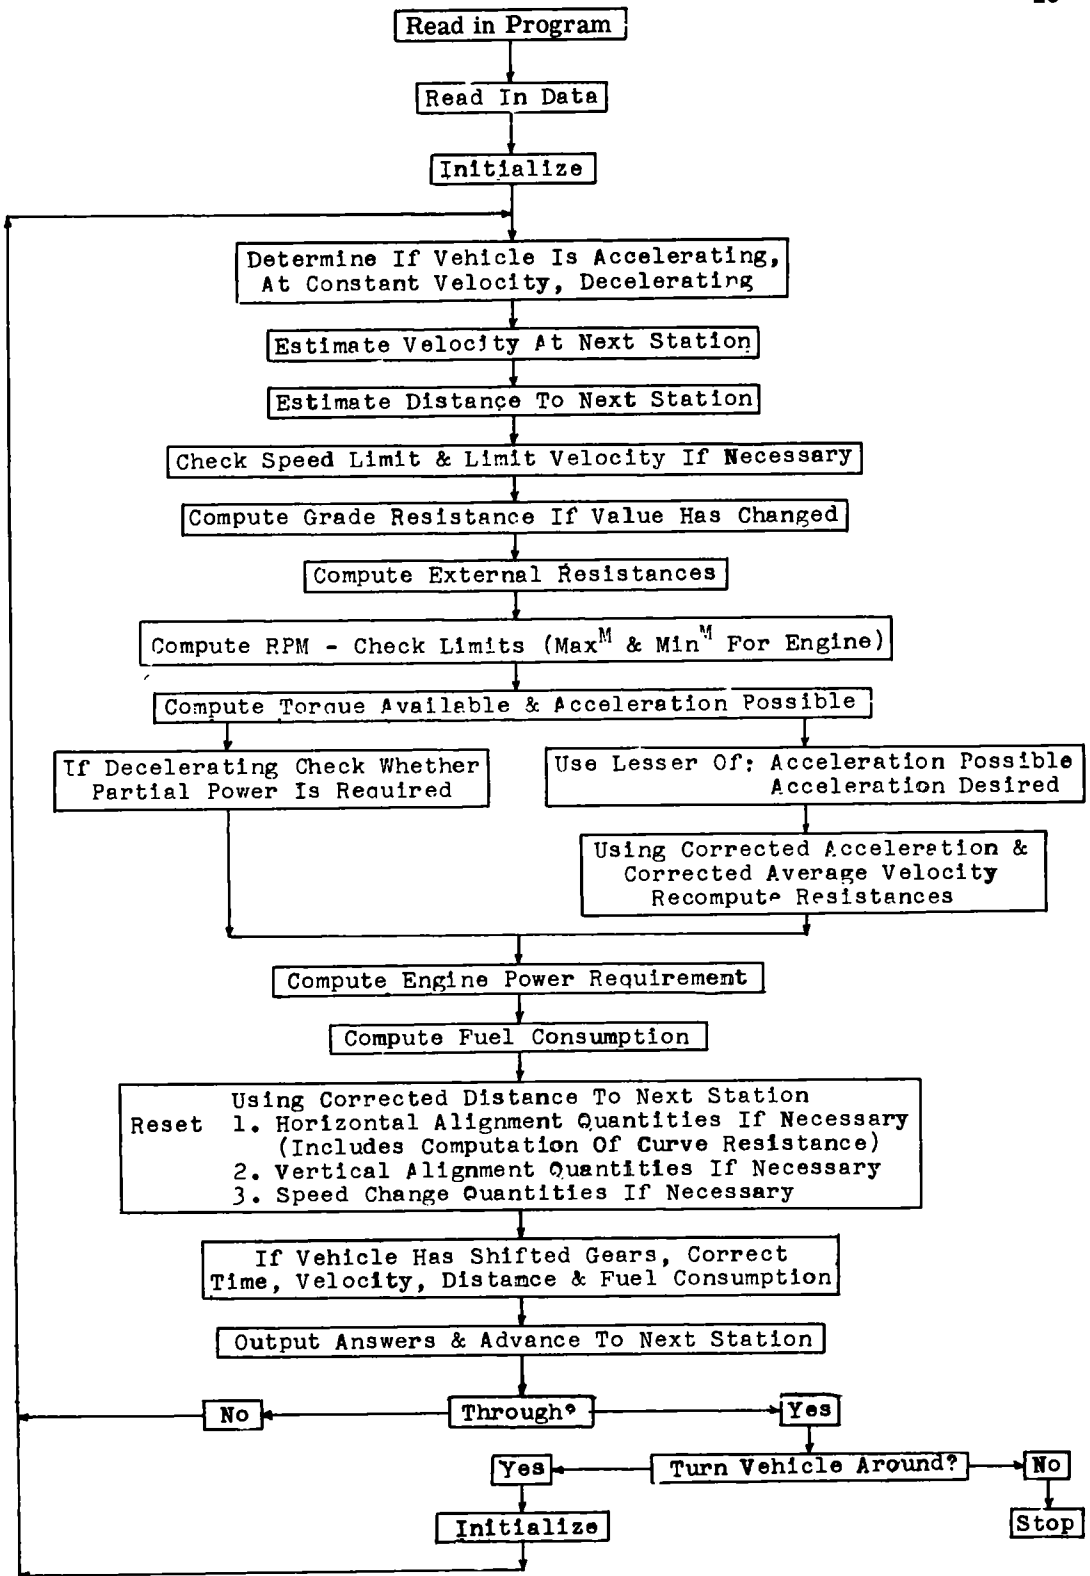 Read in Program
Read In Data
Initialize
Determine If Vehicle Is Accelerating,
At Constant Velocity, Decelerating
Estimate Velocity At Next Station
Estimate Distance To Next Station
Check Speed Limit & Limit Velocity If Necessary
Compute Grade Resistance If Value Has Changed
Compute External Resistances
Compute RPM - Check Limits (Max^M & Min^M For Engine)
Compute Torque Available & Acceleration Possible
If Decelerating Check Whether
Partial Power Is Required
Use Lesser Of: Acceleration Possible
Acceleration Desired
Using Corrected Acceleration &
Corrected Average Velocity
Recompute Resistances
Compute Engine Power Requirement
Compute Fuel Consumption
Using Corrected Distance To Next Station
Reset 1. Horizontal Alignment Quantities If Necessary
(Includes Computation Of Curve Resistance)
2. Vertical Alignment Quantities If Necessary
3. Speed Change Quantities If Necessary
If Vehicle Has Shifted Gears, Correct
Time, Velocity, Distance & Fuel Consumption
Output Answers & Advance To Next Station
No
Through?
Yes
Yes
Turn Vehicle Around?
No
Initialize
Stop